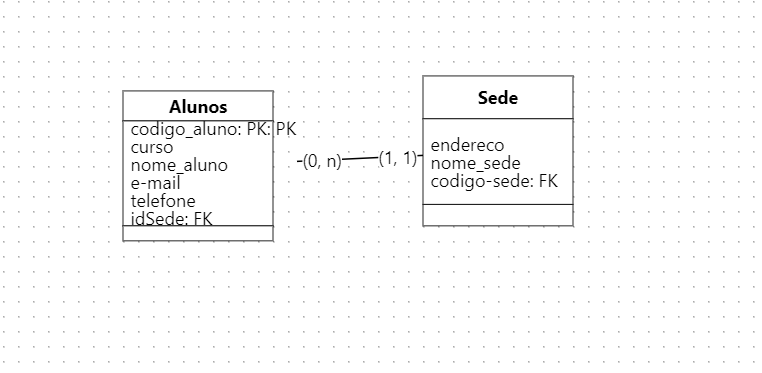 Alunos
codigo_aluno: PK: PK
curso
nome_aluno
e-mail
telefone
idSede: FK
(0, n)
(1, 1)
Sede
endereco
nome_sede
codigo-sede: FK